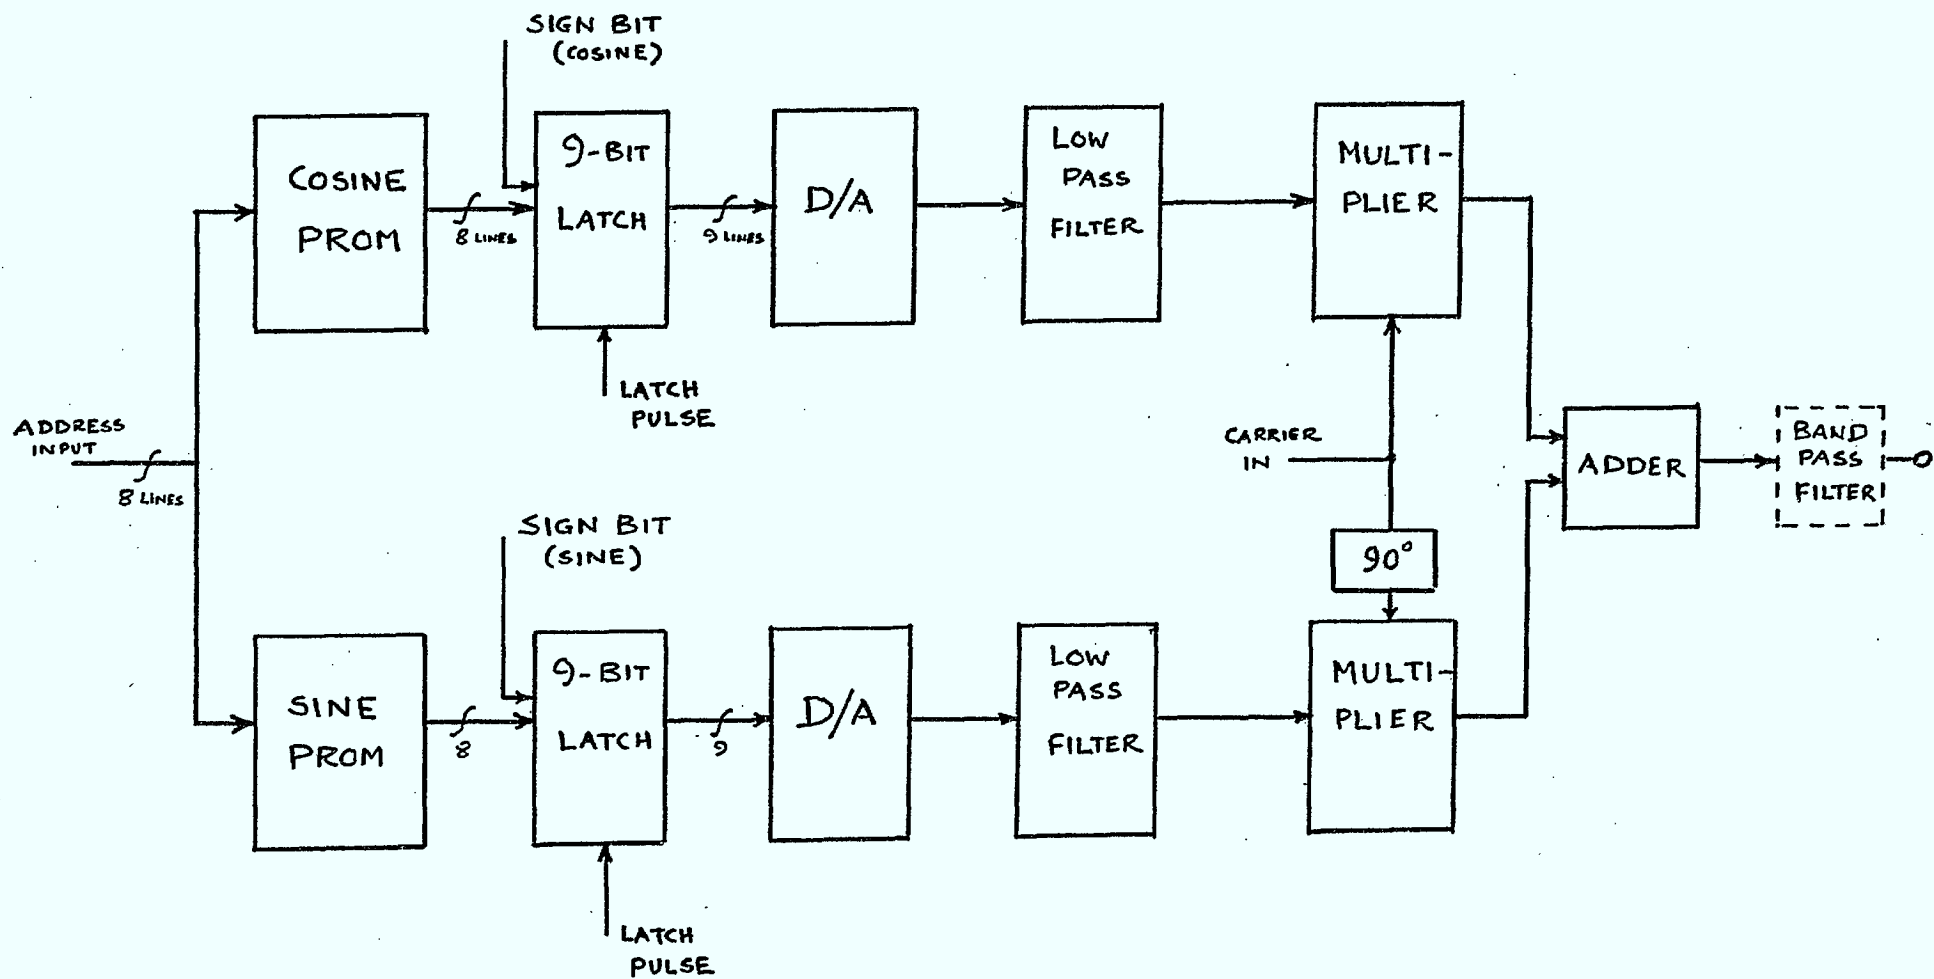 SIGN BIT
(COSINE)
COSINE
PROM
8 LINES
9-BIT
LATCH
9 LINES
D/A
LOW
PASS
FILTER
MULTI-
PLIER
LATCH
PULSE
ADDRESS
INPUT
8 LINES
CARRIER
IN
ADDER
BAND
PASS
FILTER
90°
SIGN BIT
(SINE)
SINE
PROM
8
9-BIT
LATCH
9
D/A
LOW
PASS
FILTER
MULTI-
PLIER
LATCH
PULSE